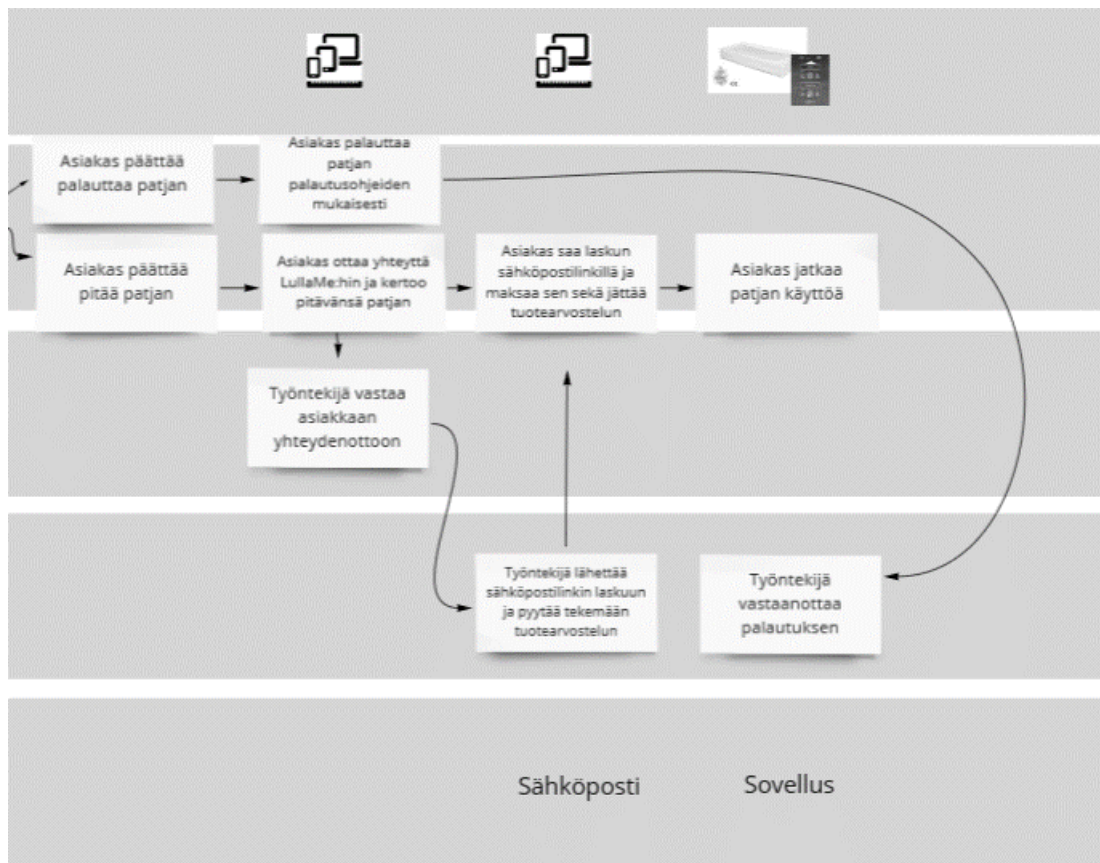 Asiakas päättää
palauttaa patjan
Asiakas palauttaa
patjan
palautusohjeiden
mukaisesti
Asiakas päättää
pitää patjan
Asiakas ottaa yhteyttä
LullaMe:hin ja kertoo
pitävänsä patjan
Asiakas saa laskun
sähköpostilinkillä ja
maksaa sen sekä jättää
tuotearvostelun
Asiakas jatkaa
patjan käyttöä
Työntekijä vastaa
asiakkaan
yhteydenottoon
Työntekijä lähettää
sähköpostilinkin laskuun
ja pyytää tekemään
tuotearvostelun
Työntekijä
vastaanottaa
palautuksen
Sähköposti
Sovellus